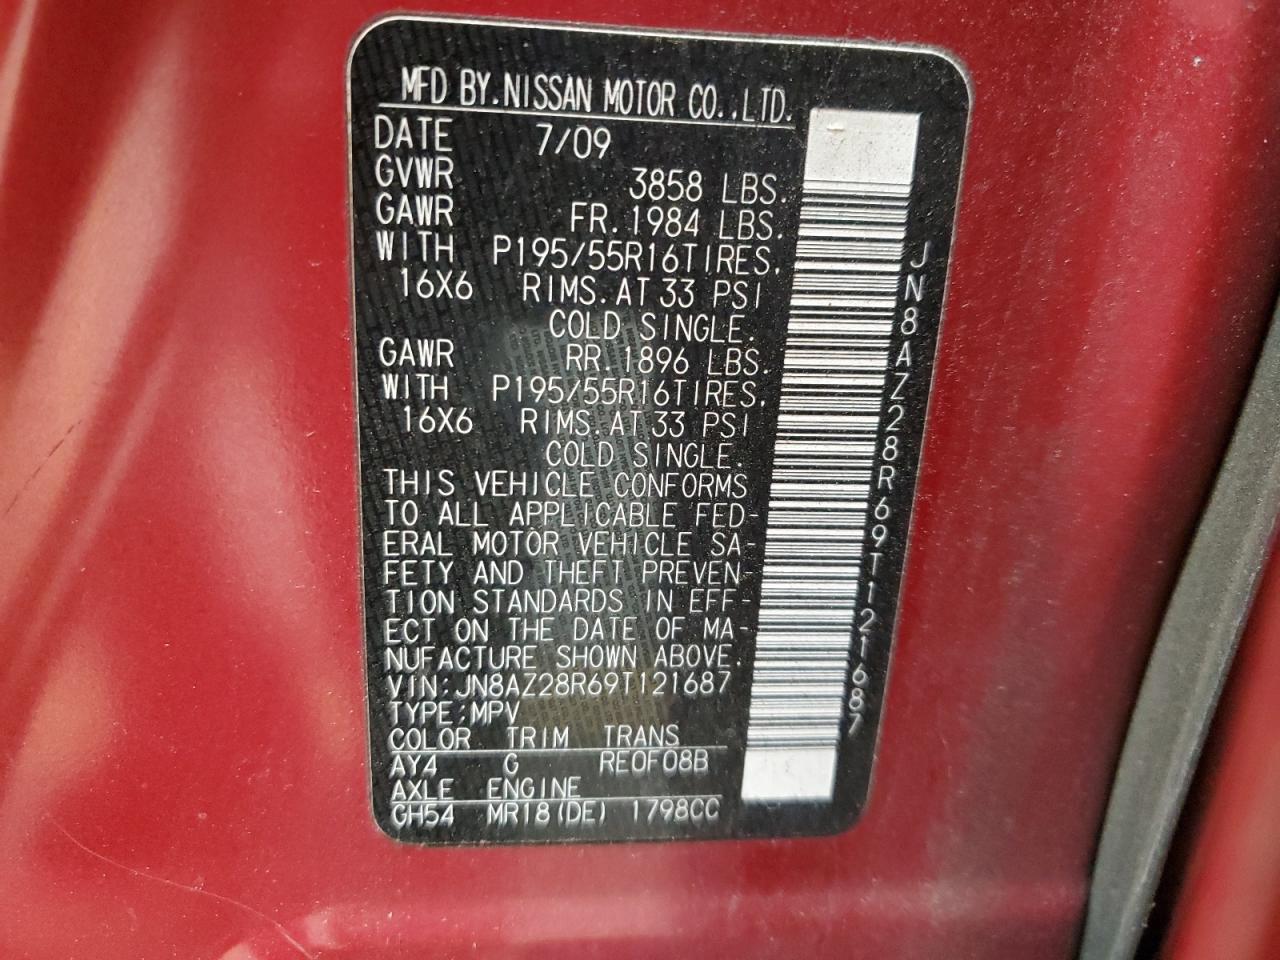 MFD BY. NISSAN MOTOR CO., LTD.
DATE 7/09
GVWR 3858 LBS.
GAWR FR. 1984 LBS.
WITH P195/55R16TIRES.
16X6 RIMS. AT 33 PSI
COLD SINGLE.
GAWR RR. 1896 LBS.
WITH P195/55R16TIRES.
16X6 RIMS. AT 33 PSI
COLD SINGLE.
THIS VEHICLE CONFORMS
TO ALL APPLICABLE FED-
ERAL MOTOR VEHICLE SA-
FETY AND THEFT PREVEN-
TION STANDARDS IN EFF-
ECT ON THE DATE OF MA-
NUFACTURE SHOWN ABOVE.
VIN:JN8AZ28R69T121687
TYPE:MPV
COLOR TRIM TRANS
AY4 G RE0F08B
AXLE ENGINE
GH54 MR18(DE) 1798CC
JN8AZ28R69T121687